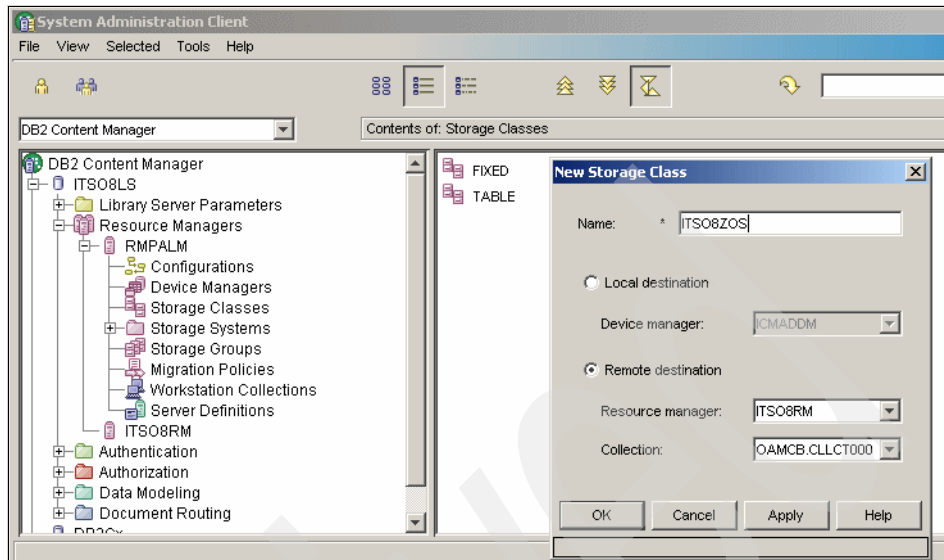 System Administration Client
File View Selected Tools Help
DB2 Content Manager
Contents of: Storage Classes
DB2 Content Manager
ITSO8LS
Library Server Parameters
Resource Managers
RMPALM
Configurations
Device Managers
Storage Classes
Storage Systems
Storage Groups
Migration Policies
Workstation Collections
Server Definitions
ITSO8RM
Authentication
Authorization
Data Modeling
Document Routing
FIXED
TABLE
New Storage Class
Name: * ITSO8ZOS
Local destination
Device manager: ICMADDM
Remote destination
Resource manager: ITSO8RM
Collection: OAMCB.CLLCT000
OK Cancel Apply Help